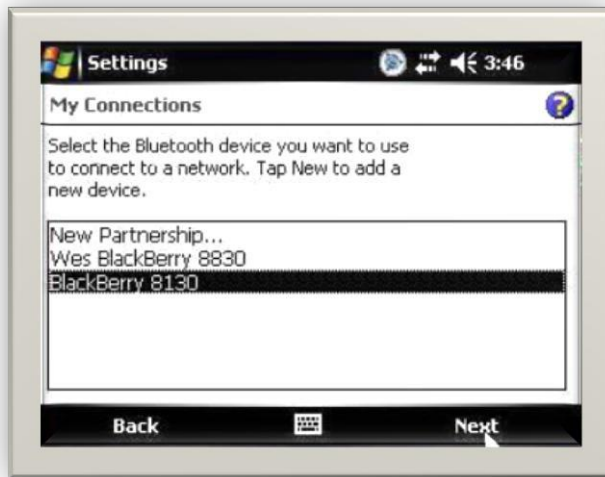 Settings
3:46
My Connections
Select the Bluetooth device you want to use
to connect to a network. Tap New to add a
new device.
New Partnership...
Wes BlackBerry 8830
BlackBerry 8130
Back
Next